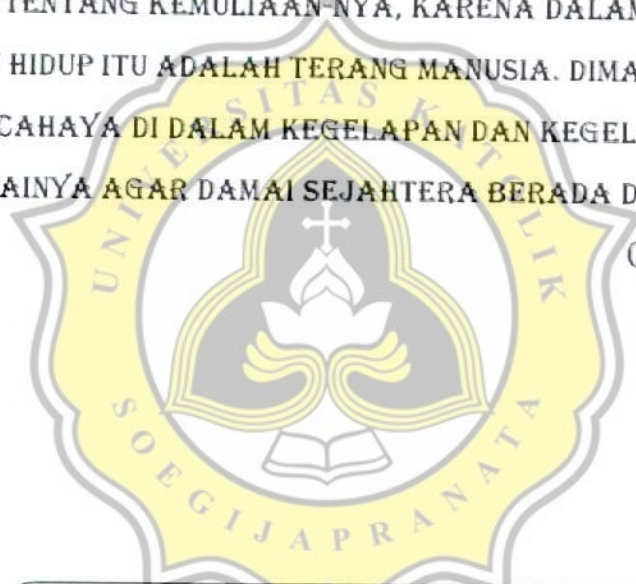 TENTANG KEMULIAAN-NYA, KARENA DALAM
HIDUP ITU ADALAH TERANG MANUSIA. DIMA
CAHAYA DI DALAM KEGELAPAN DAN KEGEL
AINYA AGAR DAMAI SEJAHTERA BERADA D
(
UNIVERSITAS KATOLIK
SOEGIJAPRANATA